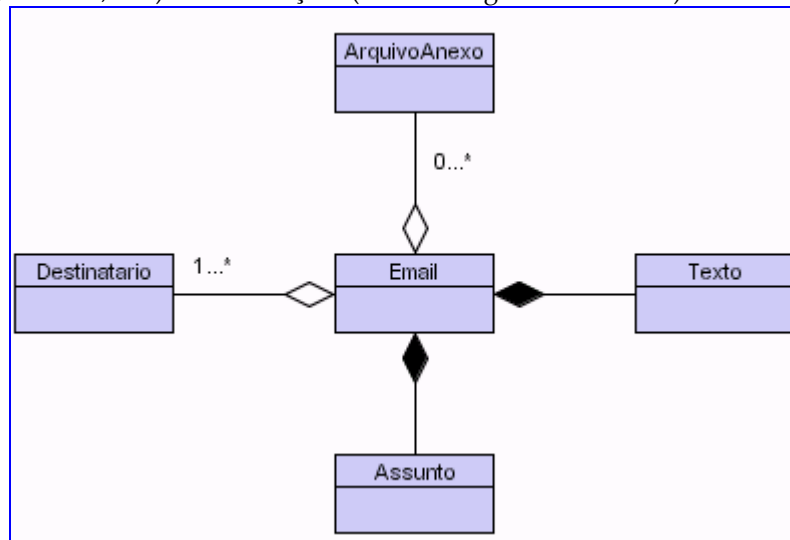 ArquivoAnexo
0...*
Destinatario
1...*
Email
Texto
Assunto